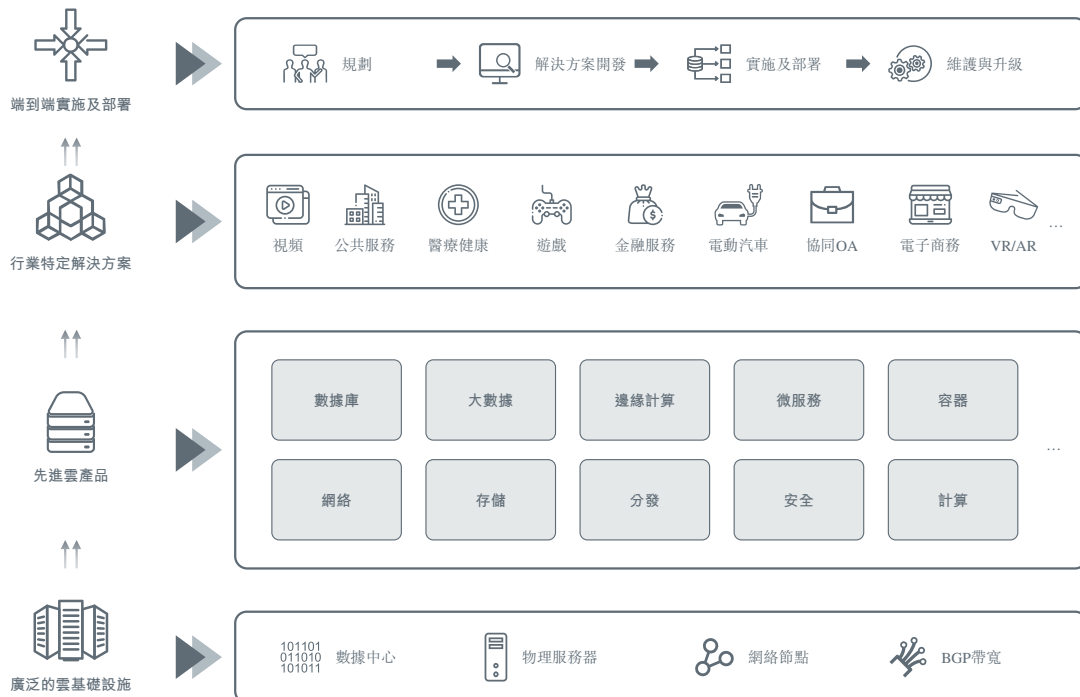 端到端實施及部署
規劃
解決方案開發
實施及部署
維護與升級
行業特定解決方案
視頻
公共服務
醫療健康
遊戲
金融服務
電動汽車
協同OA
電子商務
VR/AR
…
先進雲產品
數據庫
大數據
邊緣計算
微服務
容器
…
網絡
存儲
分發
安全
計算
廣泛的雲基礎設施
101101
011010
101011
數據中心
物理服務器
網絡節點
BGP帶寬